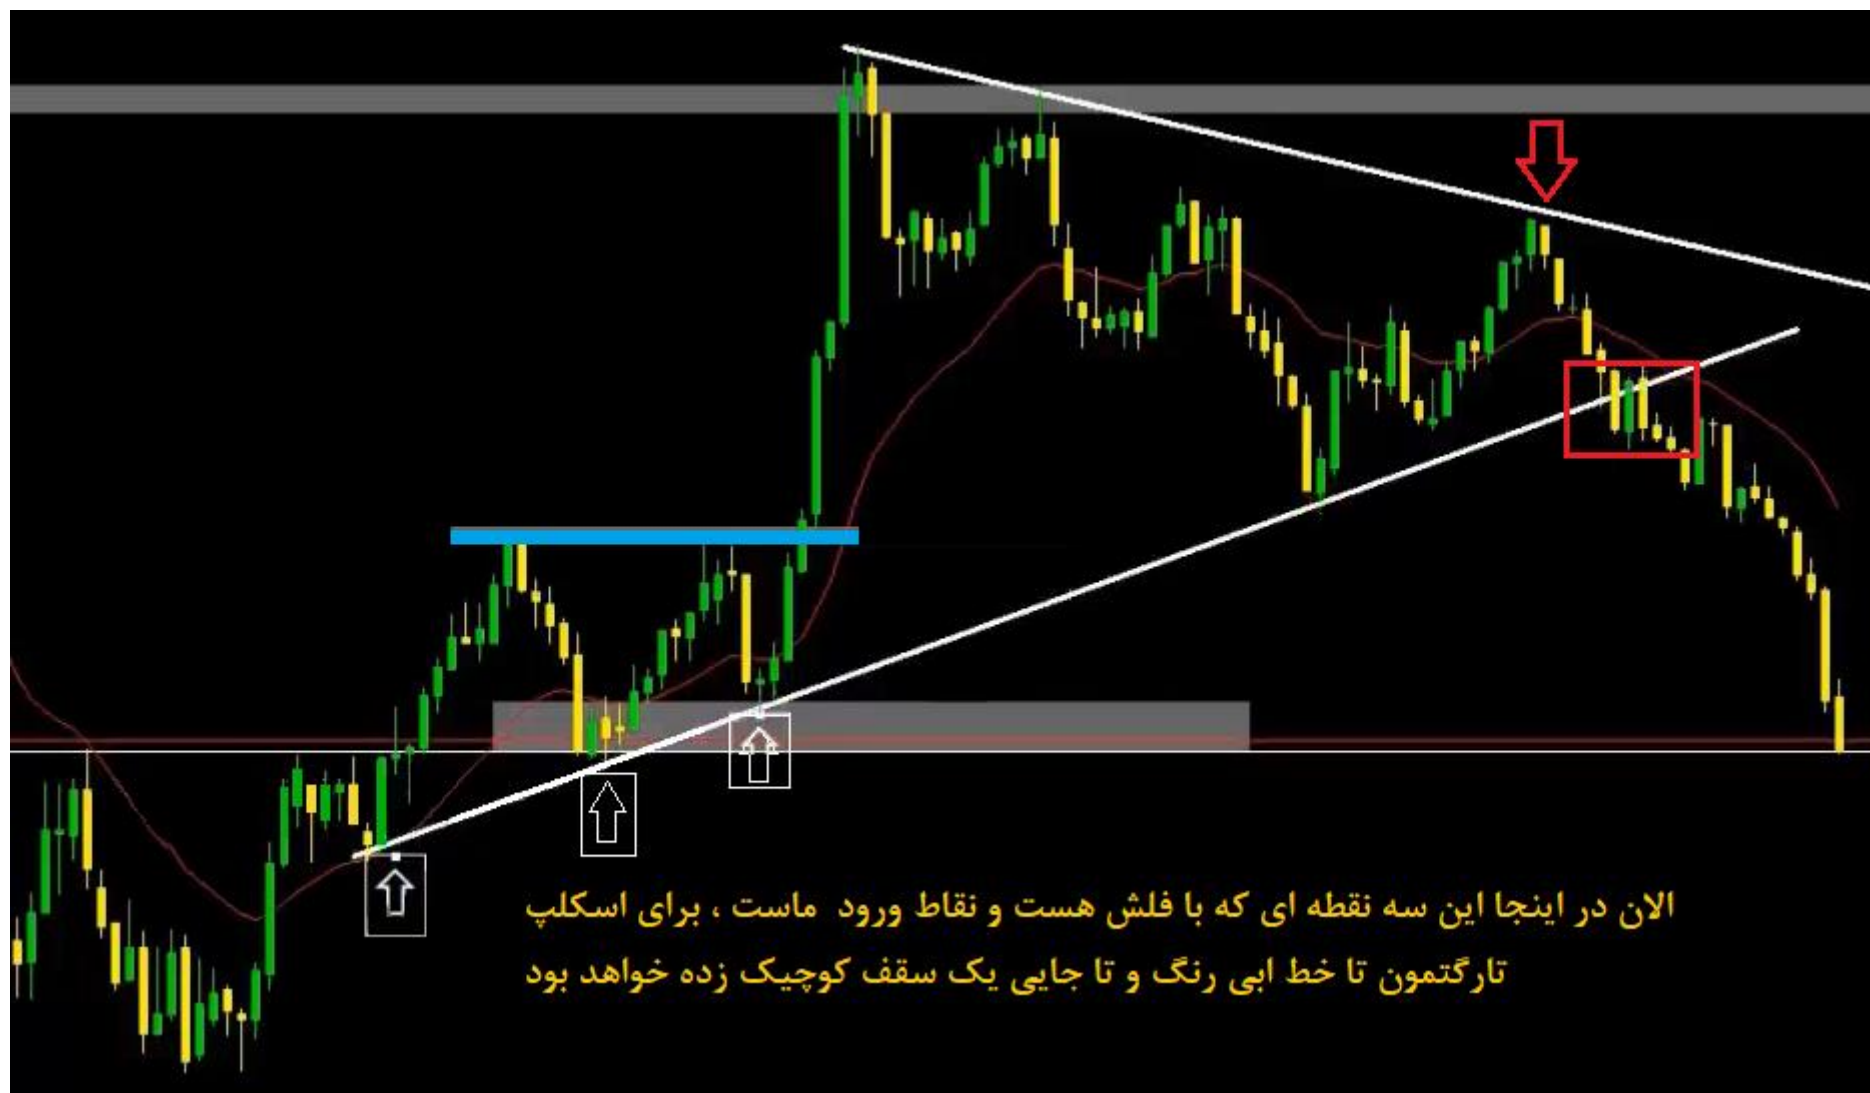 الان در اینجا این سه نقطه ای که با فلش هست و نقاط ورود ماست ، برای اسکلپ
تارگتمون تا خط ابی رنگ و تا جایی یک سقف کوچیک زده خواهد بود